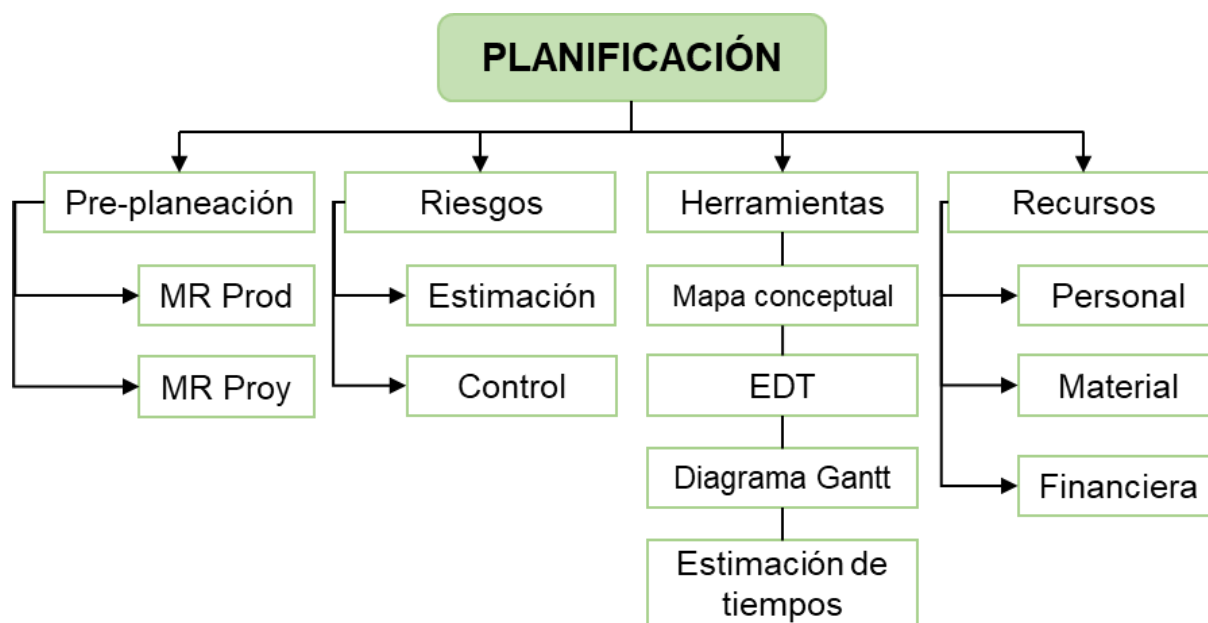 PLANIFICACIÓN
Pre-planeación
MR Prod
MR Proy
Riesgos
Estimación
Control
Herramientas
Mapa conceptual
EDT
Diagrama Gantt
Estimación de
tiempos
Recursos
Personal
Material
Financiera